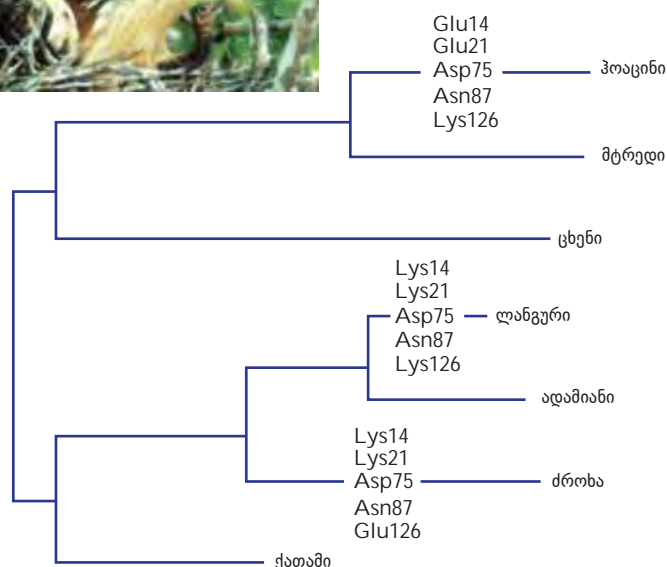 Glu14
Glu21
Asp75
Asn87
Lys126
ჰოაცინი
მტრედი
ცხენი
Lys14
Lys21
Asp75
Asn87
Lys126
ლანგური
ადამიანი
Lys14
Lys21
Asp75
Asn87
Glu126
ძროხა
ქათამი